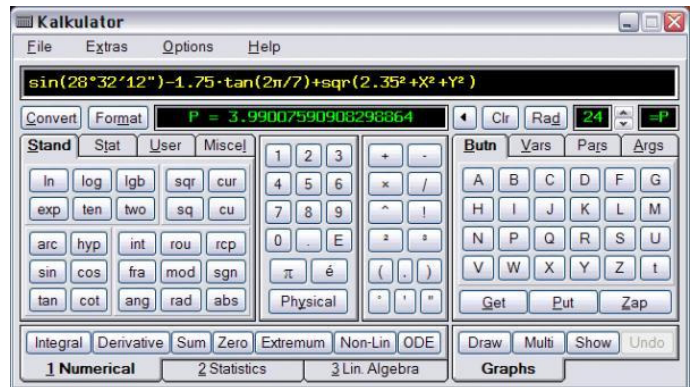 Kalkulator
File Extras Options Help
sin(28°32′12")−1.75·tan(2π/7)+sqr(2.35²+X²+Y²)
Convert Format P = 3.99007590908298864 Clr Rad 24 =P
Stand Stat User Miscel Butn Vars Pars Args
1 2 3 + -
ln log lgb sqr cur 4 5 6 × / A B C D F G
exp ten two sq cu 7 8 9 ^ ! H I J K L M
arc hyp int rou rcp 0 . E ² ³ N P Q R S U
sin cos fra mod sgn π é ( , ) V W X Y Z t
tan cot ang rad abs Physical ° ' " Get Put Zap
Integral Derivative Sum Zero Extremum Non-Lin ODE Draw Multi Show Undo
1 Numerical 2 Statistics 3 Lin. Algebra Graphs